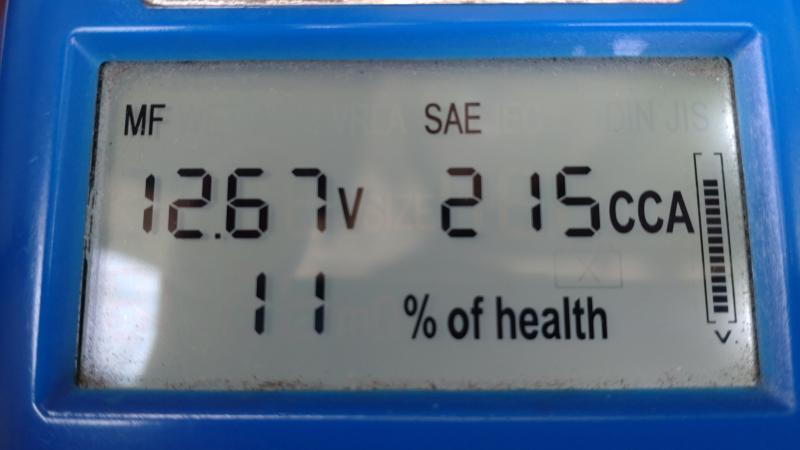 MF SAE
12.67V 215CCA
11 % of health